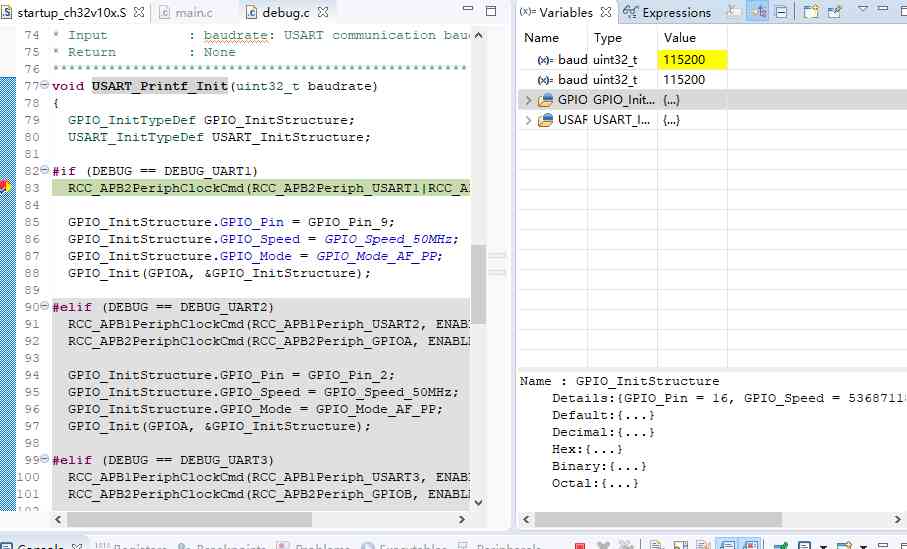 startup_ch32v10x.S main.c debug.c
74 * Input : baudrate: USART communication bau
75 * Return : None
76 *****************************************************
77 void USART_Printf_Init(uint32_t baudrate)
78 {
79 GPIO_InitTypeDef GPIO_InitStructure;
80 USART_InitTypeDef USART_InitStructure;
81
82 #if (DEBUG == DEBUG_UART1)
83 RCC_APB2PeriphClockCmd(RCC_APB2Periph_USART1|RCC_A
84
85 GPIO_InitStructure.GPIO_Pin = GPIO_Pin_9;
86 GPIO_InitStructure.GPIO_Speed = GPIO_Speed_50MHz;
87 GPIO_InitStructure.GPIO_Mode = GPIO_Mode_AF_PP;
88 GPIO_Init(GPIOA, &GPIO_InitStructure);
89
90 #elif (DEBUG == DEBUG_UART2)
91 RCC_APB1PeriphClockCmd(RCC_APB1Periph_USART2, ENAB
92 RCC_APB2PeriphClockCmd(RCC_APB2Periph_GPIOA, ENABL
93
94 GPIO_InitStructure.GPIO_Pin = GPIO_Pin_2;
95 GPIO_InitStructure.GPIO_Speed = GPIO_Speed_50MHz;
96 GPIO_InitStructure.GPIO_Mode = GPIO_Mode_AF_PP;
97 GPIO_Init(GPIOA, &GPIO_InitStructure);
98
99 #elif (DEBUG == DEBUG_UART3)
100 RCC_APB1PeriphClockCmd(RCC_APB1Periph_USART3, ENAB
101 RCC_APB2PeriphClockCmd(RCC_APB2Periph_GPIOB, ENABL
102
(x)= Variables Expressions
Name Type Value
(x)= baud uint32_t 115200
(x)= baud uint32_t 115200
GPIO GPIO_Init... {...}
USAF USART_I... {...}
Name : GPIO_InitStructure
Details:{GPIO_Pin = 16, GPIO_Speed = 53687118
Default:{...}
Decimal:{...}
Hex:{...}
Binary:{...}
Octal:{...}
Console Registers Breakpoints Problems Executables Peripherals